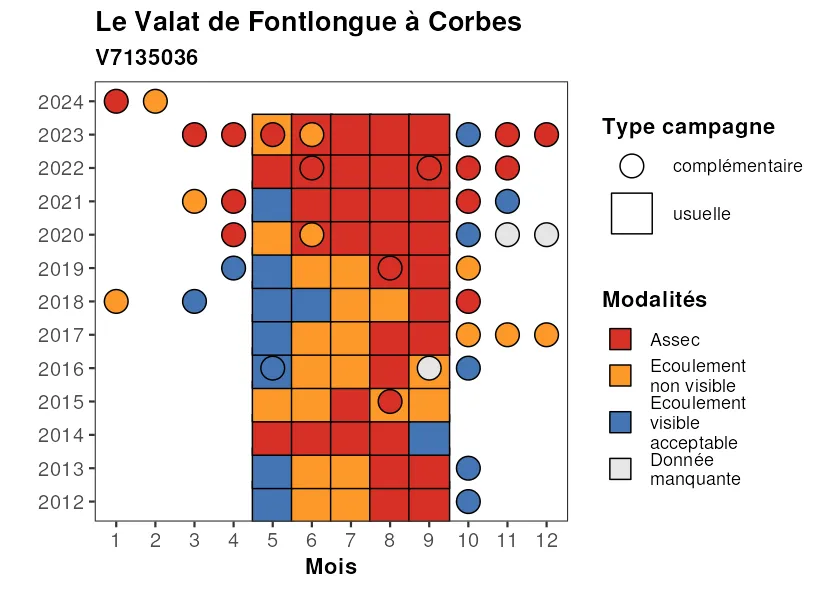 Le Valat de Fontlongue à Corbes
V7135036
2024
2023
2022
2021
2020
2019
2018
2017
2016
2015
2014
2013
2012
1 2 3 4 5 6 7 8 9 10 11 12
Mois
Type campagne
complémentaire
usuelle
Modalités
Assec
Ecoulement
non visible
Ecoulement
visible
acceptable
Donnée
manquante